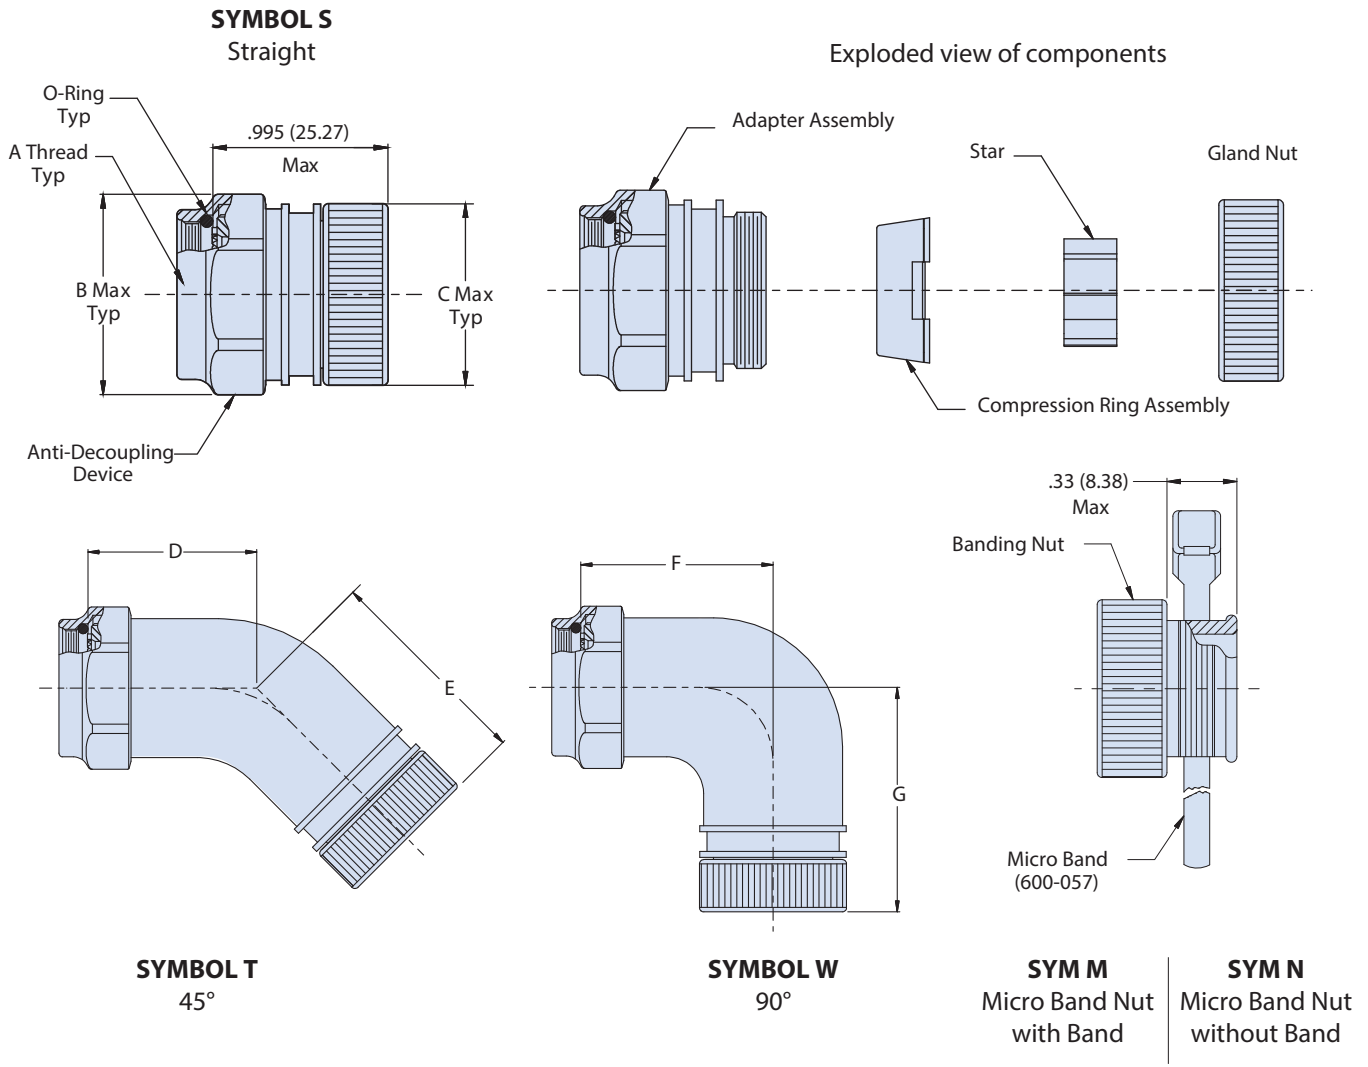 SYMBOL S
Straight
Exploded view of components
O-Ring
Typ
A Thread
Typ
.995 (25.27)
Max
B Max
Typ
C Max
Typ
Anti-Decoupling
Device
Adapter Assembly
Star
Gland Nut
Compression Ring Assembly
D
E
SYMBOL T
45°
F
G
SYMBOL W
90°
.33 (8.38)
Max
Banding Nut
Micro Band
(600-057)
SYM M
Micro Band Nut
with Band
SYM N
Micro Band Nut
without Band